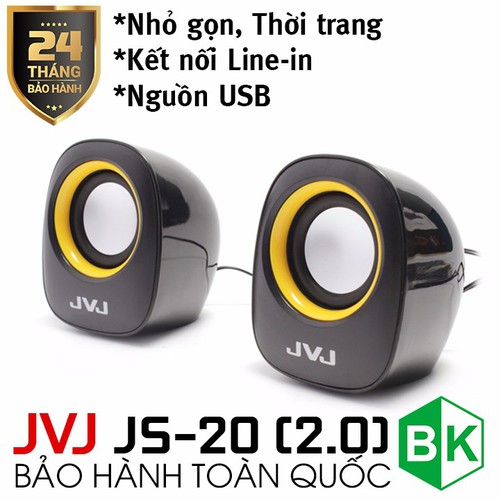 24
THÁNG
BẢO HÀNH
*Nhỏ gọn, Thời trang
*Kết nối Line-in
*Nguồn USB
JVJ
JVJ
JVJ JS-20 (2.0)
BK
BẢO HÀNH TOÀN QUỐC